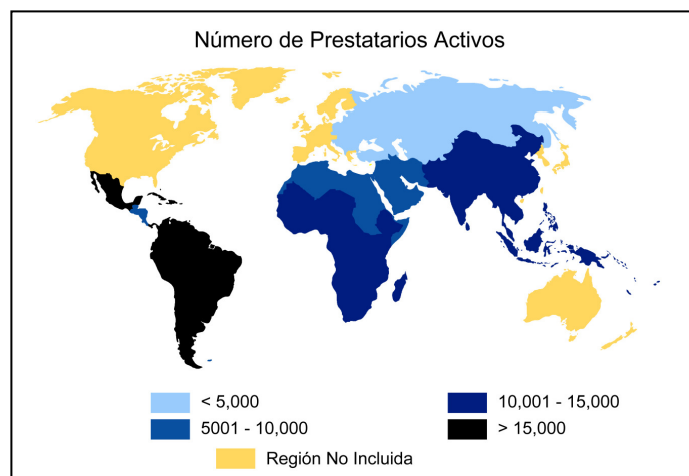 Número de Prestatarios Activos
< 5,000
10,001 - 15,000
5001 - 10,000
> 15,000
Región No Incluida